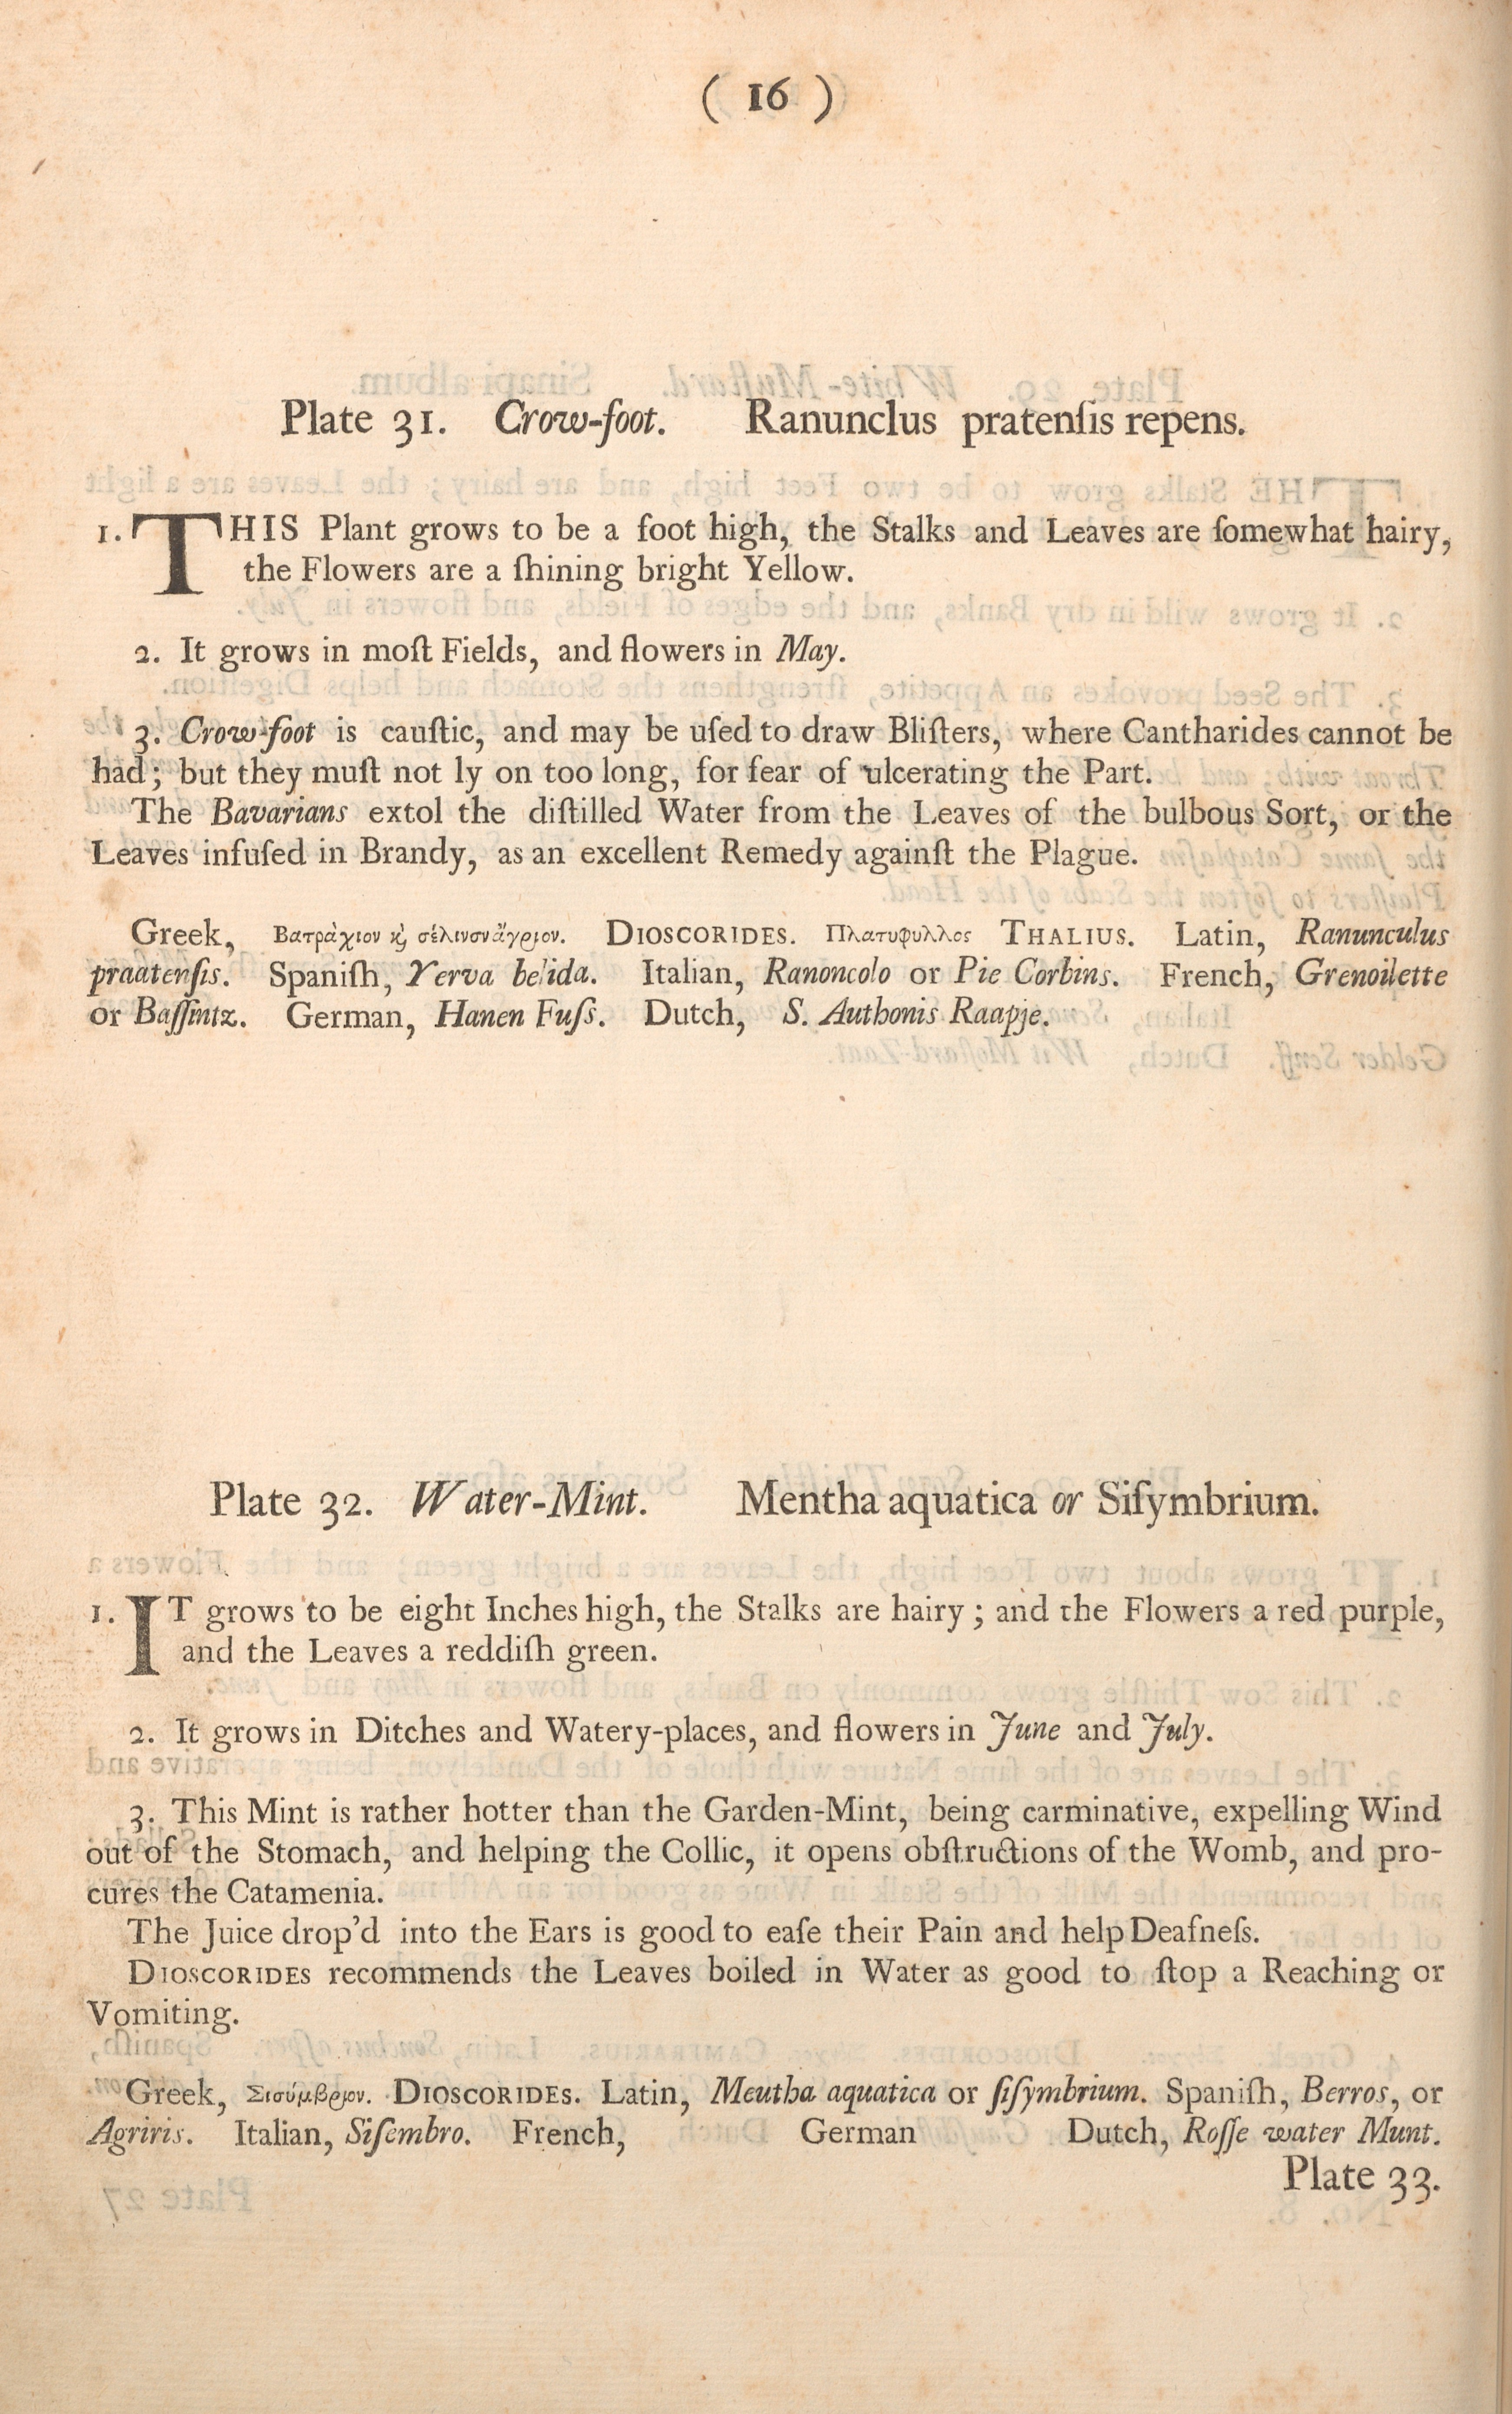 ( 16 )
Plate 31. Crow-foot. Ranunclus pratenſis repens.
1. THIS Plant grows to be a foot high, the Stalks and Leaves are ſomewhat hairy,
the Flowers are a ſhining bright Yellow.
2. It grows in moſt Fields, and flowers in May.
3. Crow-foot is cauſtic, and may be uſed to draw Bliſters, where Cantharides cannot be
had; but they muſt not ly on too long, for fear of ulcerating the Part.
The Bavarians extol the diſtilled Water from the Leaves of the bulbous Sort, or the
Leaves infuſed in Brandy, as an excellent Remedy againſt the Plague.
Greek, Βατράχιον ϗ σέλινον ἄγριον. DIOSCORIDES. Πλατυφυλλος THALIUS. Latin, Ranunculus
praatenſis. Spaniſh, Yerva belida. Italian, Ranoncolo or Pie Corbins. French, Grenoilette
or Baſſintz. German, Hanen Fuſs. Dutch, S. Authonis Raapje.
Plate 32. Water-Mint. Mentha aquatica or Siſymbrium.
1. IT grows to be eight Inches high, the Stalks are hairy; and the Flowers a red purple,
and the Leaves a reddiſh green.
2. It grows in Ditches and Watery-places, and flowers in June and July.
3. This Mint is rather hotter than the Garden-Mint, being carminative, expelling Wind
out of the Stomach, and helping the Collic, it opens obſtructions of the Womb, and pro-
cures the Catamenia.
The Juice drop'd into the Ears is good to eaſe their Pain and help Deafneſs.
DIOSCORIDES recommends the Leaves boiled in Water as good to ſtop a Reaching or
Vomiting.
Greek, Σισύμβριον. DIOSCORIDES. Latin, Meutha aquatica or ſiſymbrium. Spaniſh, Berros, or
Agriris. Italian, Siſembro. French, German Dutch, Roſſe water Munt.
Plate 33.